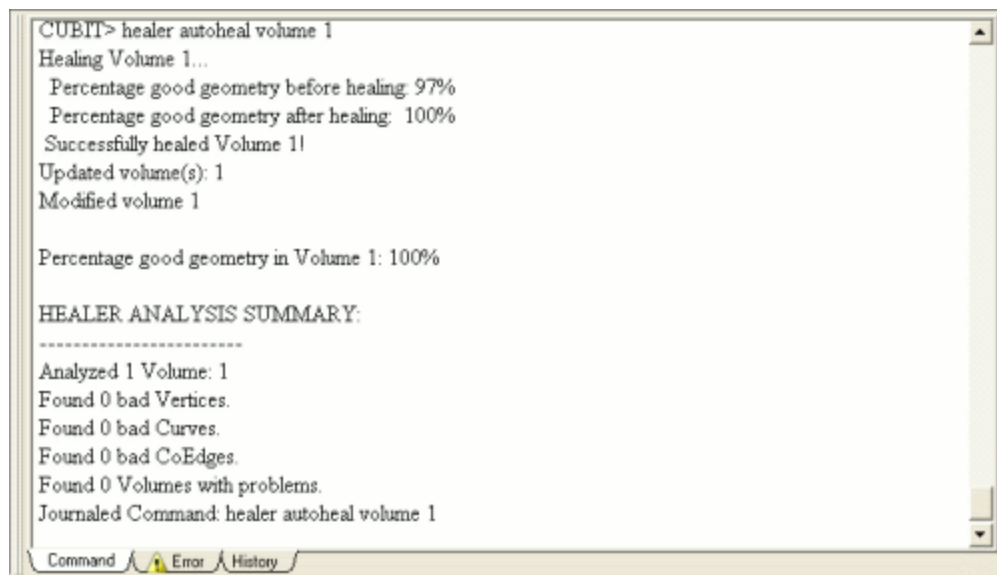 CUBIT> healer autoheal volume 1
Healing Volume 1...
Percentage good geometry before healing: 97%
Percentage good geometry after healing: 100%
Successfully healed Volume 1!
Updated volume(s): 1
Modified volume 1
Percentage good geometry in Volume 1: 100%
HEALER ANALYSIS SUMMARY:
------------------------
Analyzed 1 Volume: 1
Found 0 bad Vertices.
Found 0 bad Curves.
Found 0 bad CoEdges.
Found 0 Volumes with problems.
Journaled Command: healer autoheal volume 1
Command Error History